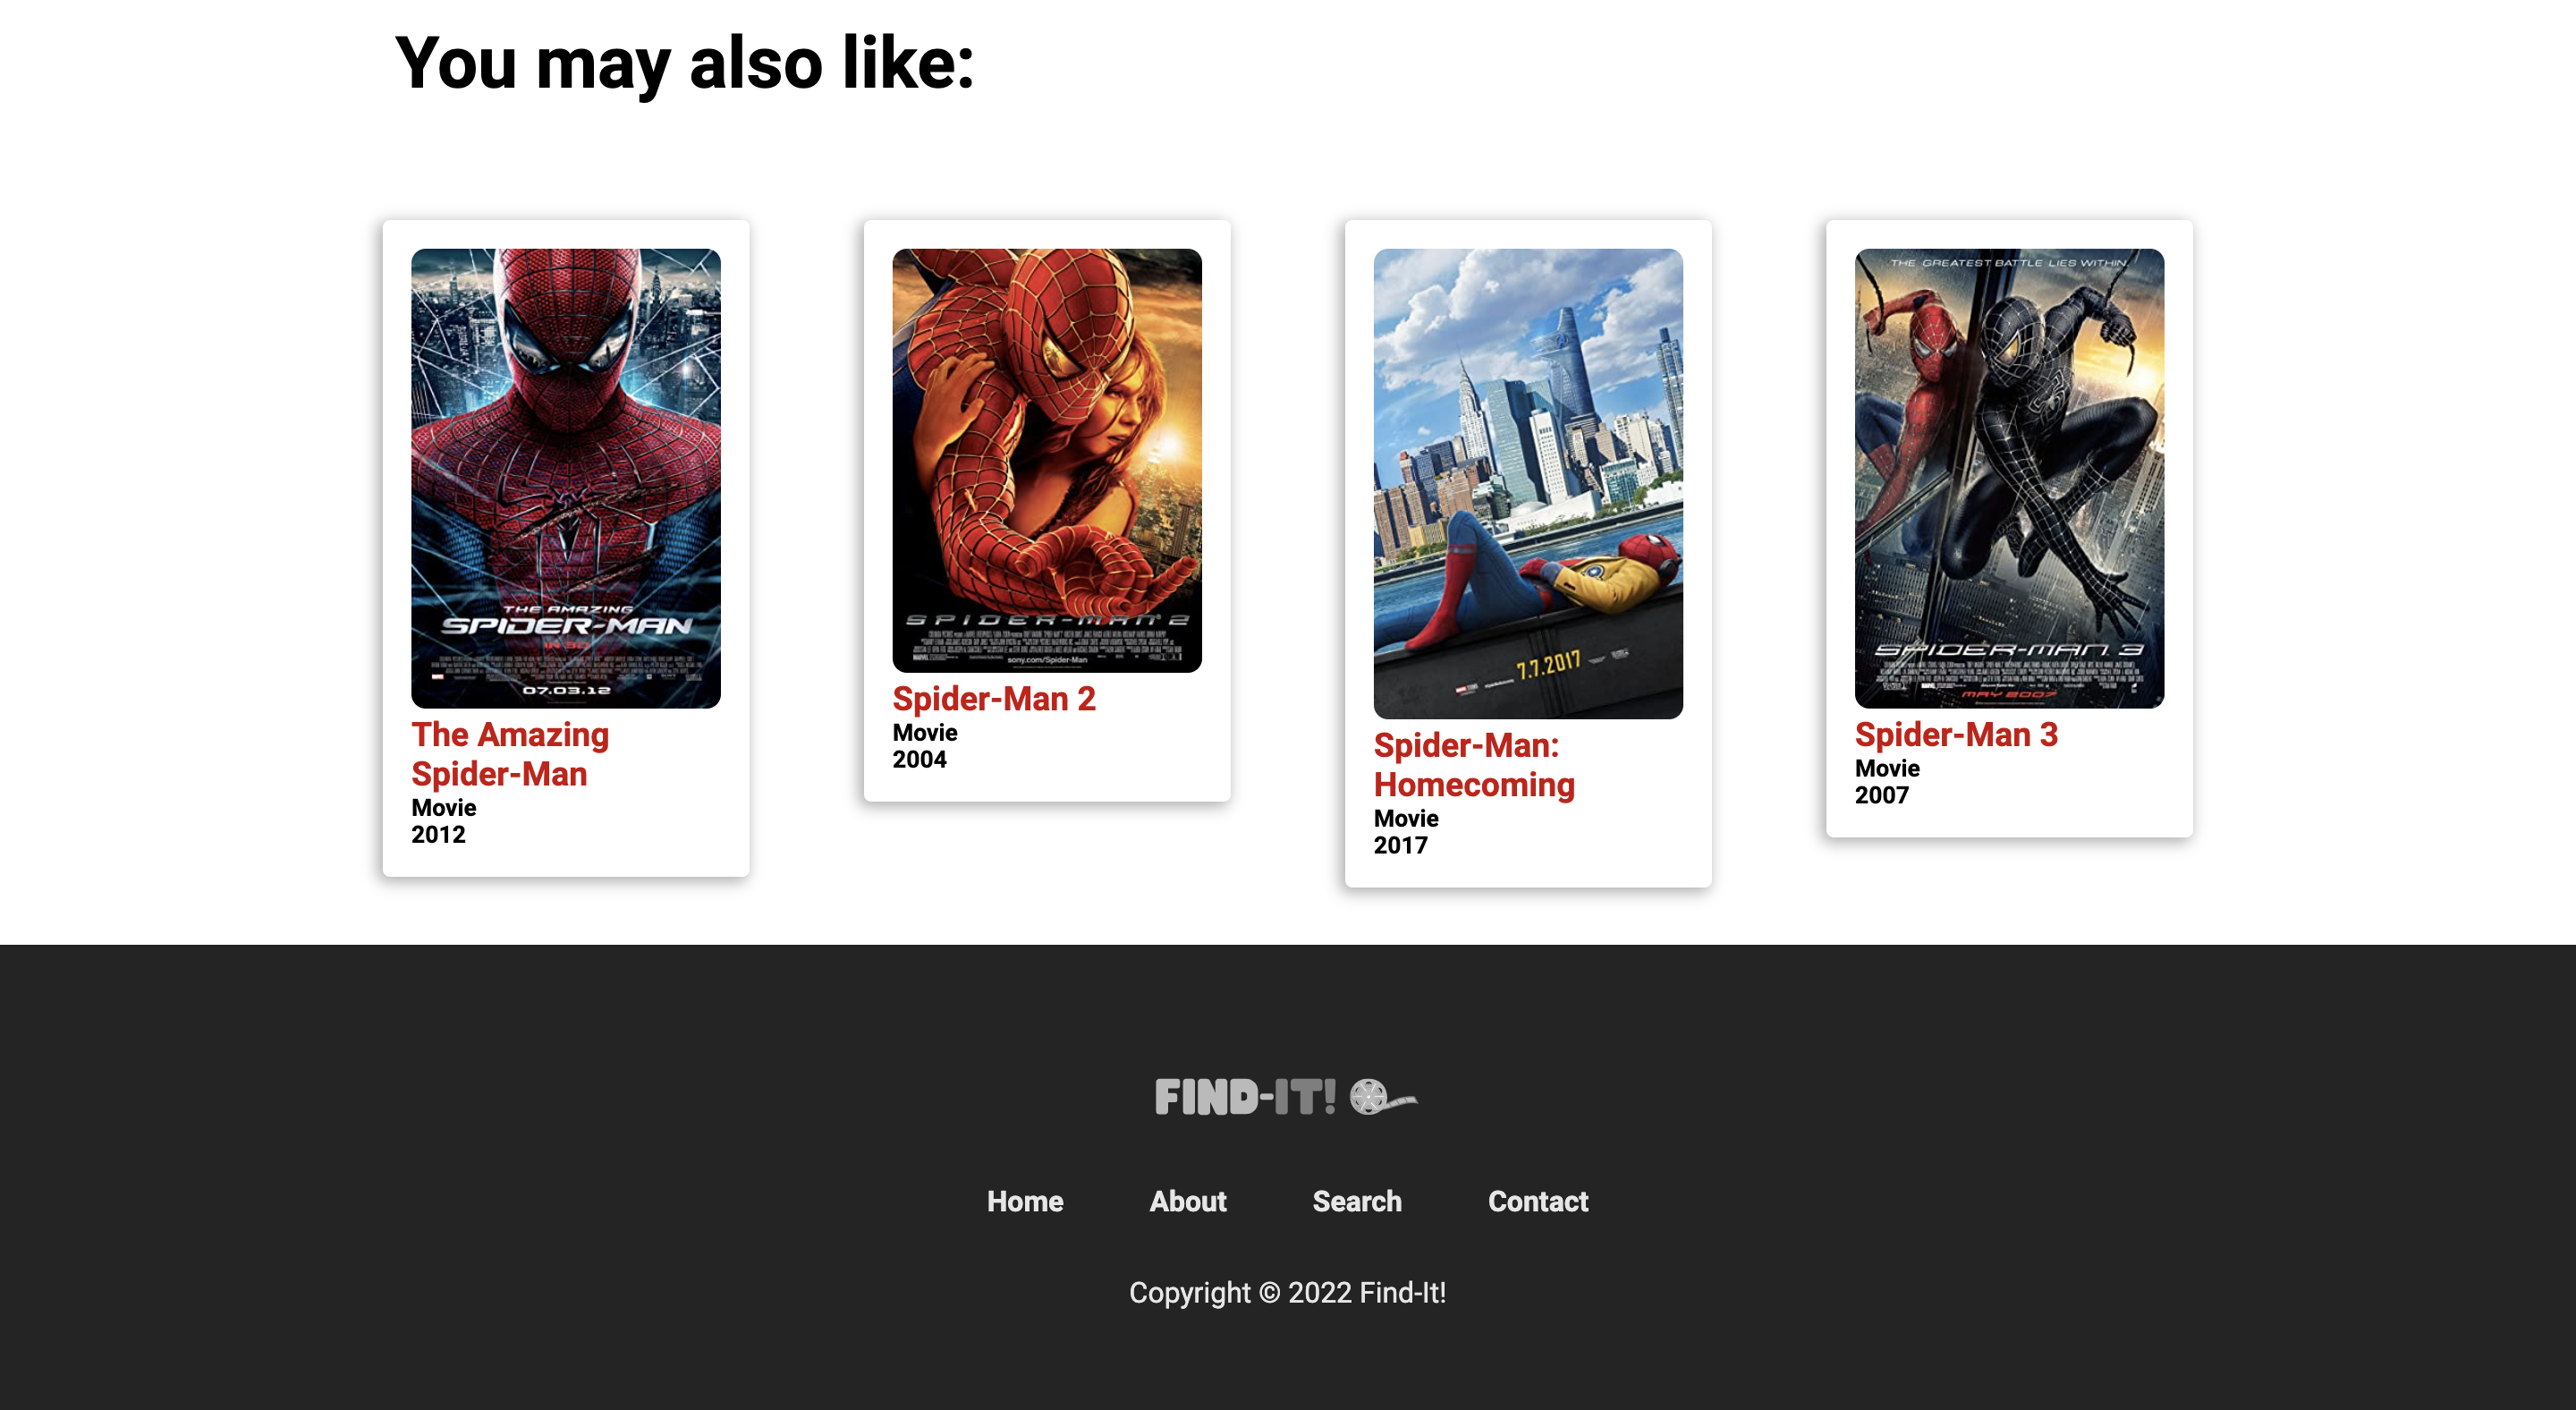 You may also like:
THE AMAZING
SPIDER-MAN
IN 3D
07.03.12
The Amazing
Spider-Man
Movie
2012
SPIDER-MAN 2
sony.com/Spider-Man
Spider-Man 2
Movie
2004
7.7.2017
Spider-Man:
Homecoming
Movie
2017
THE GREATEST BATTLE LIES WITHIN
SPIDER-MAN 3
MAY 2007
Spider-Man 3
Movie
2007
FIND-IT!
Home About Search Contact
Copyright © 2022 Find-It!